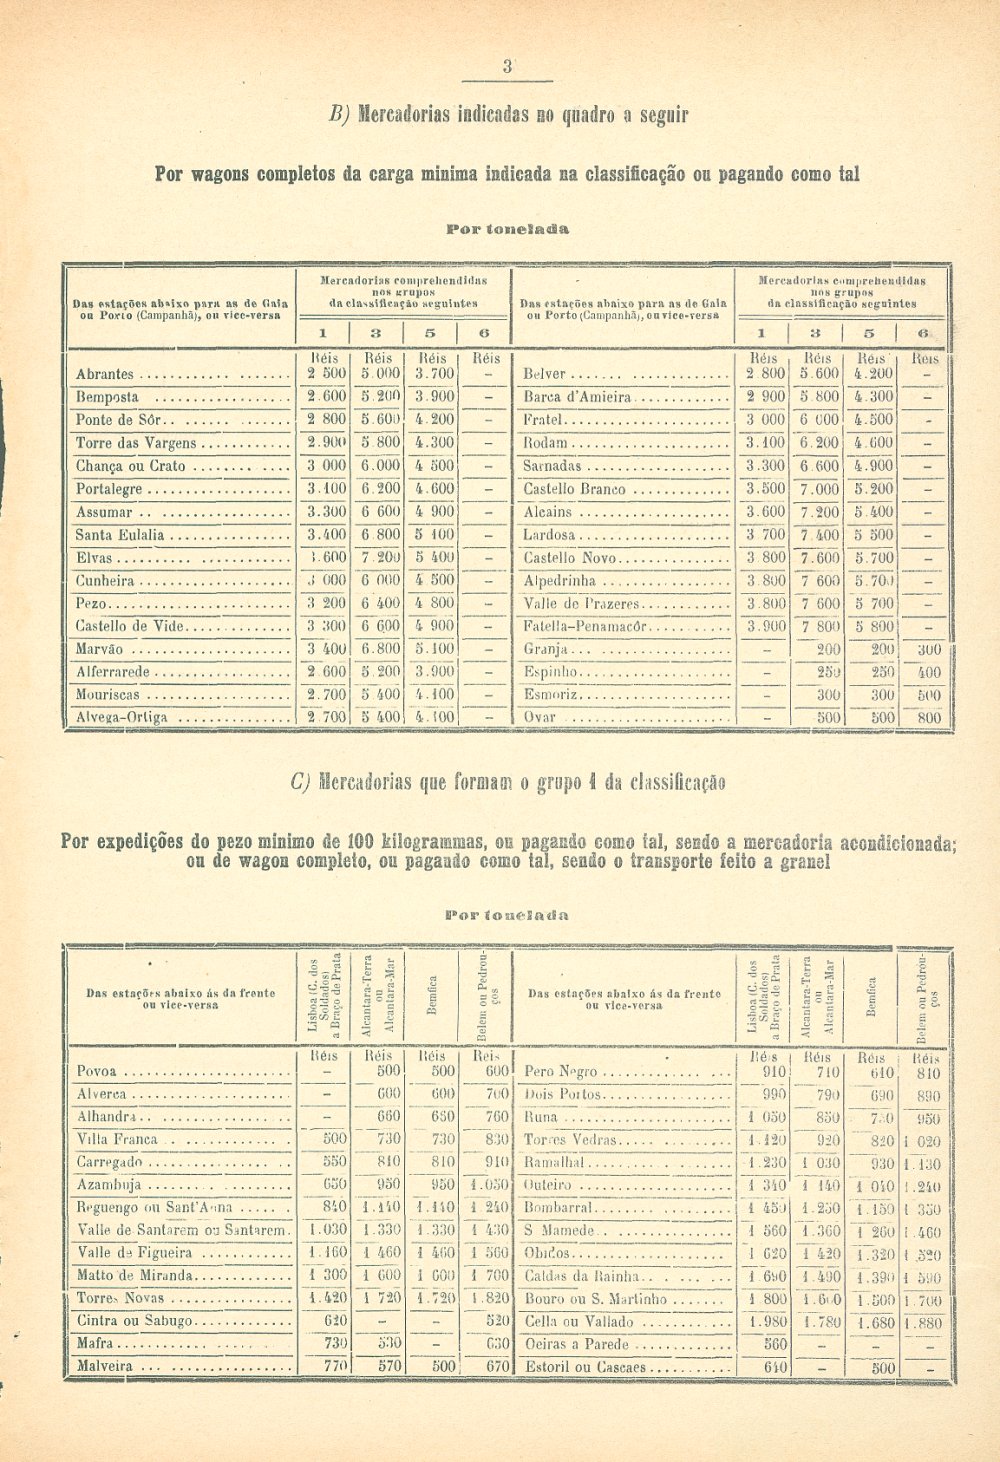 3
B) Mercadorias indicadas no quadro a seguir
Por wagons completos da carga minima indicada na classificação ou pagando como tal
Por tonelada
Das estações abaixo para as de Gaia ou Porto (Campanhã), ou vice-versa
Mercadorias comprehendidas nos grupos da classificação seguintes
1 3 5 6
Das estações abaixo para as de Gaia ou Porto (Campanhã), ou vice-versa
Mercadorias comprehendidas nos grupos da classificação seguintes
1 3 5 6
Réis Réis Réis Réis Réis Réis Réis Réis
Abrantes 2 500 5.000 3.700 – Belver 2 800 5.600 4.200 –
Bemposta 2.600 5.200 3.900 – Barca d'Amieira 2 900 5.800 4.300 –
Ponte de Sôr 2 800 5.600 4.200 – Fratel 3 000 6 000 4.500 –
Torre das Vargens 2.900 5.800 4.300 – Rodam 3.100 6.200 4.600 –
Chança ou Crato 3 000 6.000 4 500 – Sarnadas 3.300 6.600 4.900 –
Portalegre 3.100 6.200 4.600 – Castello Branco 3.500 7.000 5.200 –
Assumar 3.300 6 600 4 900 – Alcains 3.600 7.200 5.400 –
Santa Eulalia 3.400 6.800 5 100 – Lardosa 3 700 7.400 5 500 –
Elvas .600 7.200 5 400 – Castello Novo 3.800 7.600 5.700 –
Cunheira 3 000 6 000 4 500 – Alpedrinha 3.800 7 600 5.700 –
Pezo 3 200 6 400 4 800 – Valle de Prazeres 3.800 7 600 5 700 –
Castello de Vide 3 300 6 600 4 900 – Fatella-Penamacôr 3.900 7 800 5 800 –
Marvão 3 400 6.800 5.100 – Granja – 200 200 300
Alferrarede 2 600 5.200 3.900 – Espinho – 250 250 400
Mouriscas 2.700 5 400 4.100 – Esmoriz – 300 300 500
Alvega-Ortiga 2.700 5 400 4.100 – Ovar – 500 500 800
C) Mercadorias que formam o grupo 1 da classificação
Por expedições do pezo minimo de 100 kilogrammas, ou pagando como tal, sendo a mercadoria acondicionada;
ou de wagon completo, ou pagando como tal, sendo o transporte feito a granel
Por tonelada
Das estações abaixo ás da frente ou vice-versa
Lisboa (C. dos Soldados) a Braço de Prata
Alcantara-Terra ou Alcantara-Mar
Bemfica
Belem ou Pedrouços
Das estações abaixo ás da frente ou vice-versa
Lisboa (C. dos Soldados) a Braço de Prata
Alcantara-Terra ou Alcantara-Mar
Bemfica
Belem ou Pedrouços
Réis Réis Réis Réis Réis Réis Réis Réis
Povoa – 500 500 600 Pero Negro 910 710 610 810
Alverca – 600 600 700 Dois Portos 990 790 690 890
Alhandra – 660 660 760 Runa 1 050 850 950
Villa Franca 500 730 730 830 Torres Vedras 1.120 920 820 1 020
Carregado 550 810 810 910 Ramalhal 1.230 1 030 930 1.130
Azambuja 650 950 950 1.050 Outeiro 1 340 1 140 1 040 1.240
Reguengo ou Sant'Anna 840 1.140 1.140 1 240 Bombarral 1 450 1.250 1.150 1 350
Valle de Santarem ou Santarem 1.030 1.330 1.330 1 430 S Mamede 1 560 1.360 1 260 1.460
Valle de Figueira 1.160 1 460 1 460 1 560 Obidos 1 620 1 420 1.320 1 520
Matto de Miranda 1 300 1 600 1 600 1 700 Caldas da Rainha 1 690 1.490 1.390 1 590
Torres Novas 1.420 1 720 1.720 1.820 Bouro ou S. Martinho 1 800 1.600 1.500 1.700
Cintra ou Sabugo 620 – – 520 Cella ou Vallado 1.980 1.780 1.680 1.880
Mafra 730 530 – 630 Oeiras a Parede 560 – – –
Malveira 770 570 500 670 Estoril ou Cascaes 640 – 500 –